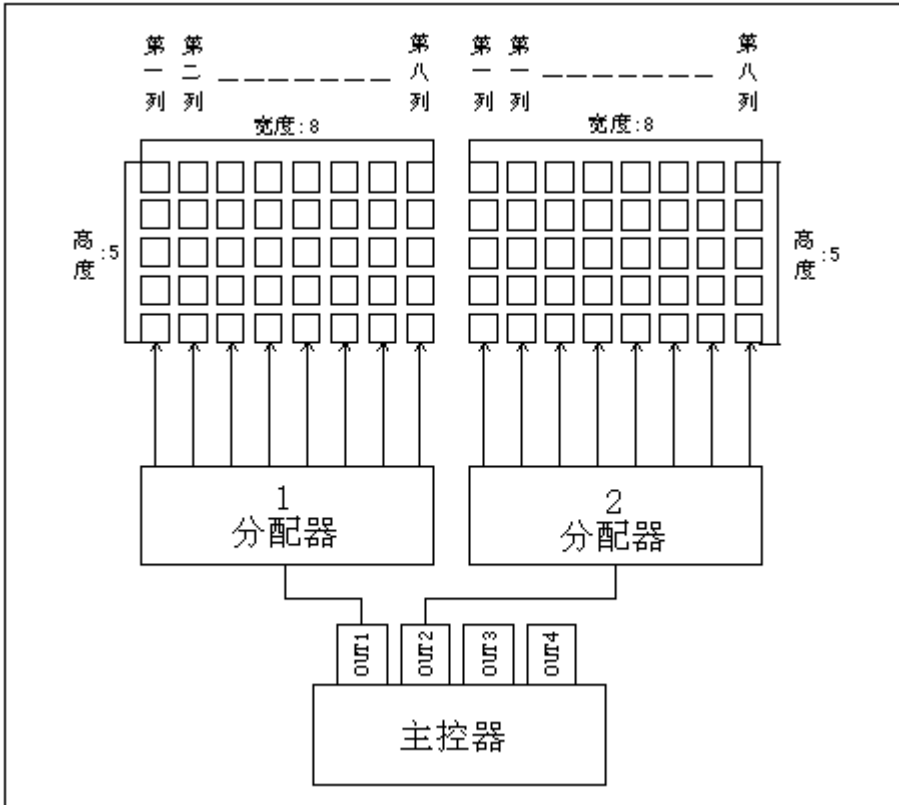 第一列 第二列 第八列 第一列 第一列 第八列
宽度:8 宽度:8
高度:5 高度:5
1 2
分配器 分配器
OUT1 OUT2 OUT3 OUT4
主控器